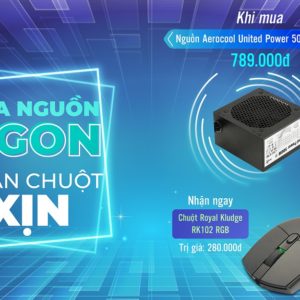 Khi mua
Nguồn Aerocool United Power 50
789.000đ
A NGUỒN
GON
ẬN CHUỘT
XỊN
Nhận ngay
Chuột Royal Kludge
RK102 RGB
Trị giá: 280.000đ